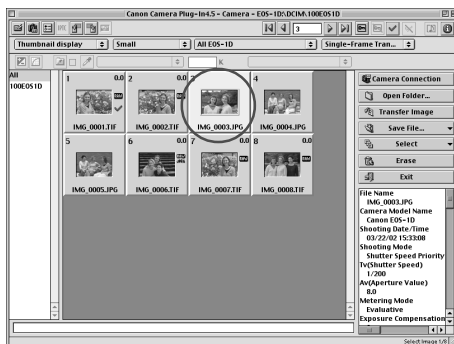 Canon Camera Plug-In4.5 - Camera - EOS-1D:\DCIM\100EOS1D
3
Thumbnail display
Small
All EOS-1D
Single-Frame Tran...
K
All
100EOS1D
1 0.0
2 0.0
3
4
IMG_0001.TIF
IMG_0002.TIF
IMG_0003.JPG
IMG_0004.JPG
5
6 0.0
7 0.0
8 0.0
IMG_0005.JPG
IMG_0006.TIF
IMG_0007.TIF
IMG_0008.TIF
Camera Connection
Open Folder...
Transfer Image
Save File...
Select
Erase
Exit
File Name
IMG_0003.JPG
Camera Model Name
Canon EOS-1D
Shooting Date/Time
03/22/02 15:33:08
Shooting Mode
Shutter Speed Priority
Tv(Shutter Speed)
1/200
Av(Aperture Value)
8.0
Metering Mode
Evaluative
Exposure Compensation
Select Image 1/8